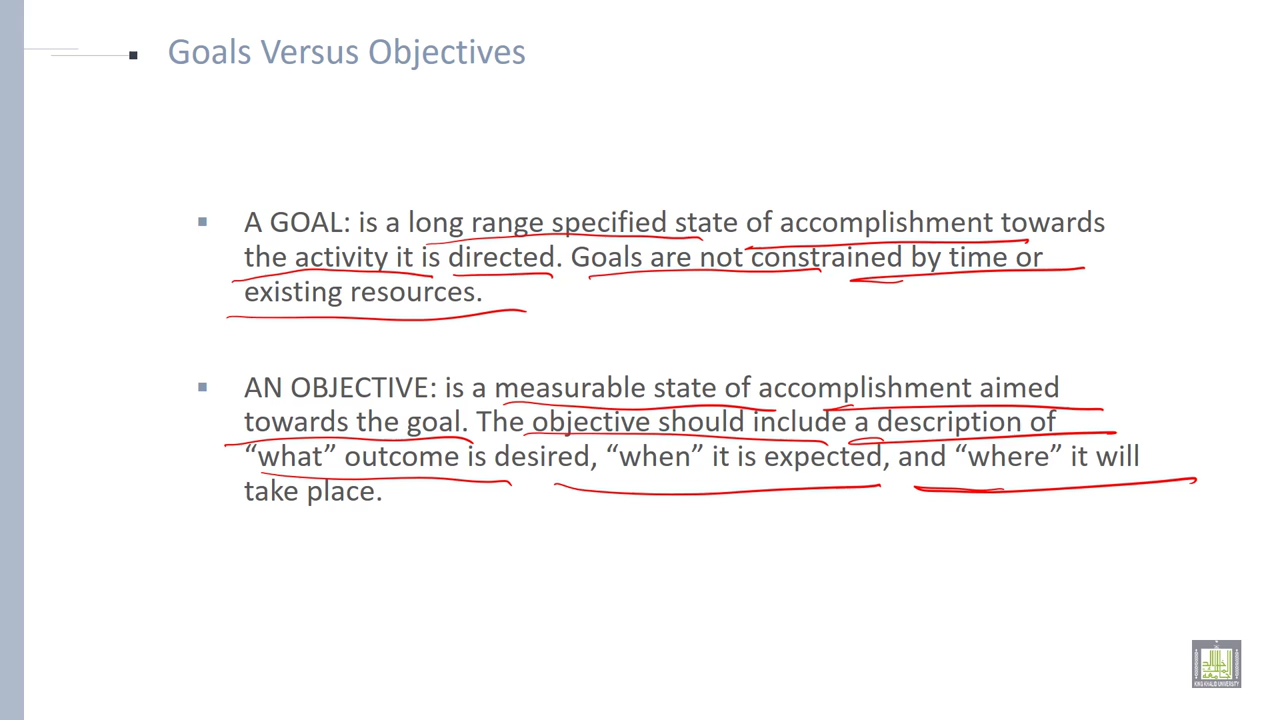 Goals Versus Objectives
A GOAL: is a long range specified state of accomplishment towards
the activity it is directed. Goals are not constrained by time or
existing resources.
AN OBJECTIVE: is a measurable state of accomplishment aimed
towards the goal. The objective should include a description of
“what” outcome is desired, “when” it is expected, and “where” it will
take place.
KING KHALID UNIVERSITY